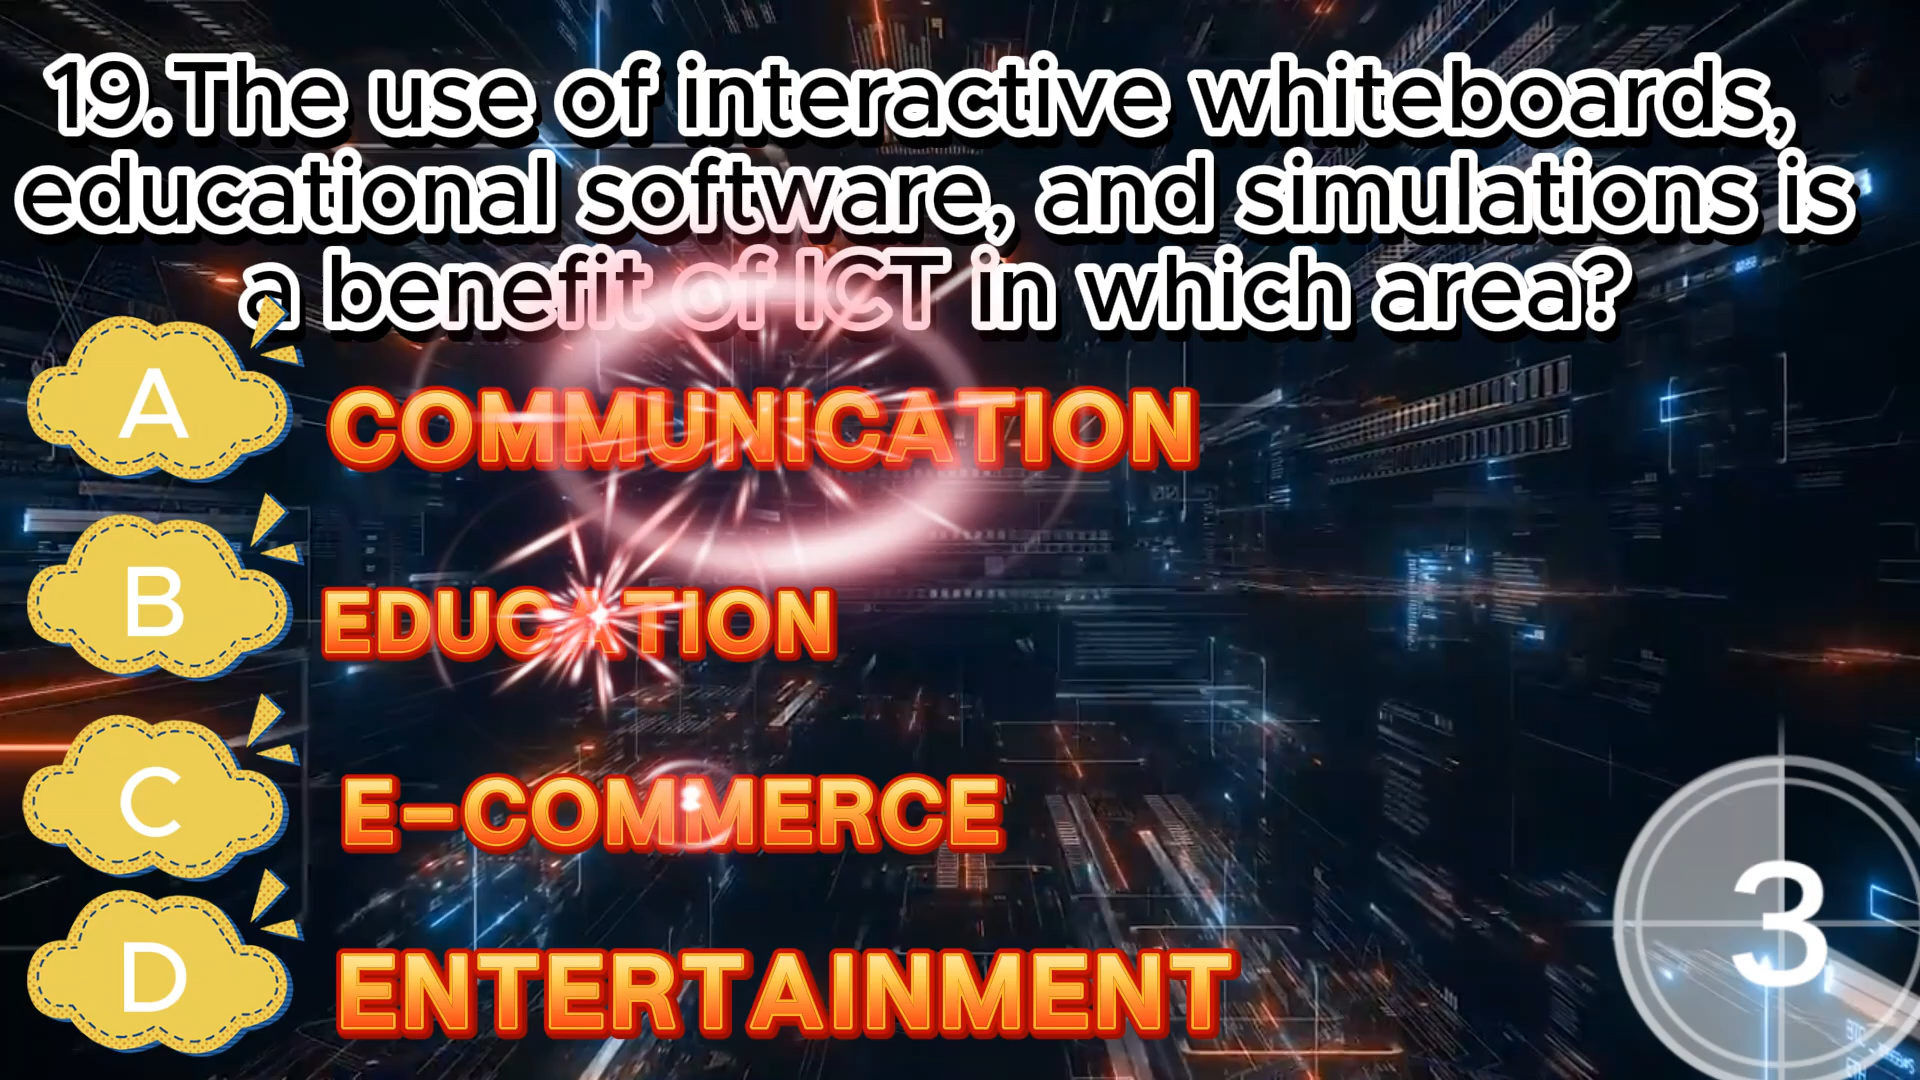 19.The use of interactive whiteboards,
educational software, and simulations is
a benefit of ICT in which area?
A
COMMUNICATION
B
EDUCATION
C
E-COMMERCE
D
ENTERTAINMENT
3